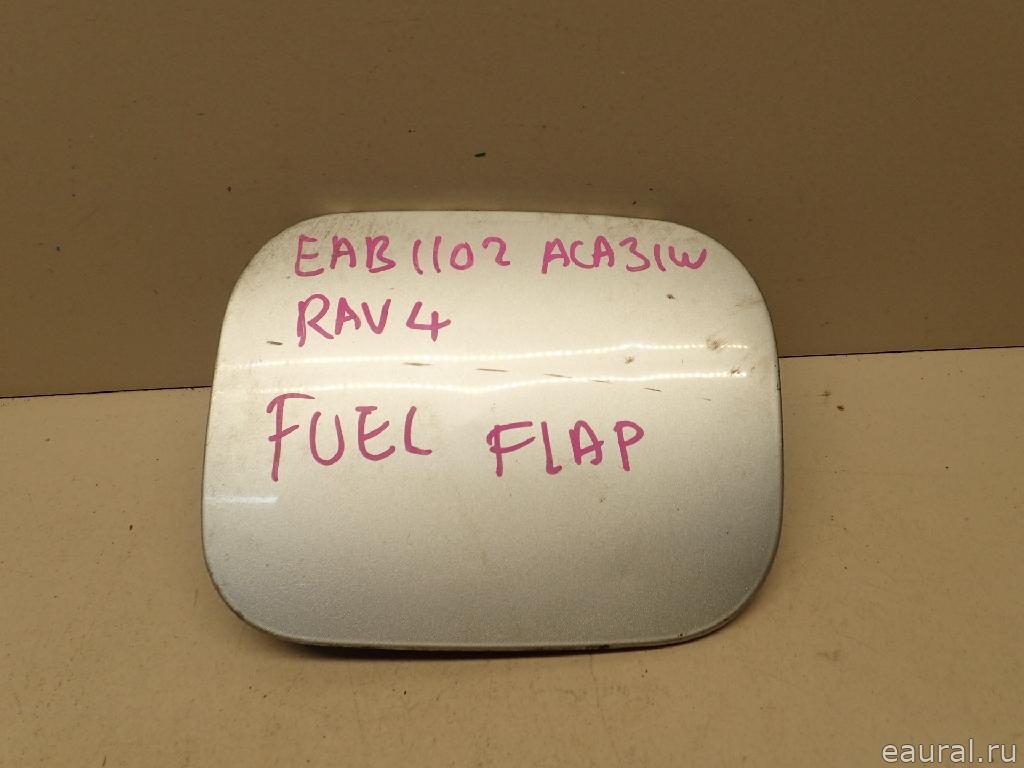 EAB1102 ACA31W
RAV4
FUEL FLAP
eaural.ru